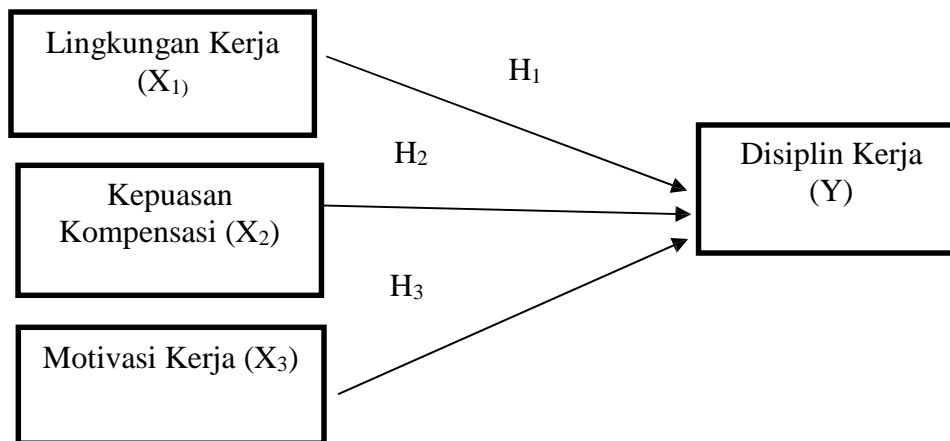 Lingkungan Kerja
(X₁₎
H₁
Kepuasan
Kompensasi (X₂)
H₂
Motivasi Kerja (X₃)
H₃
Disiplin Kerja
(Y)